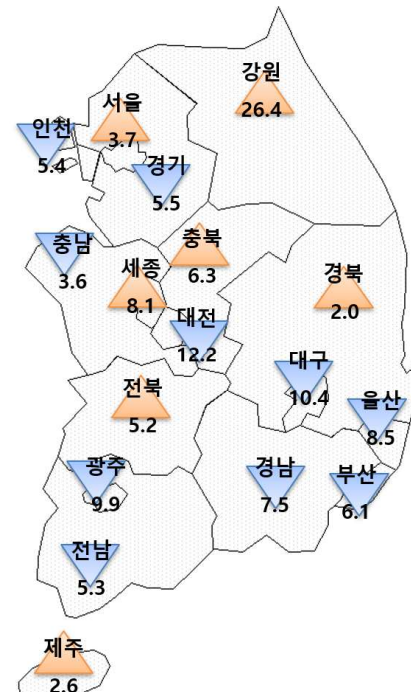 강원
26.4
서울
3.7
인천
5.4
경기
5.5
충남
3.6
충북
6.3
세종
8.1
경북
2.0
대전
12.2
대구
10.4
전북
5.2
울산
8.5
광주
9.9
경남
7.5
부산
6.1
전남
5.3
제주
2.6